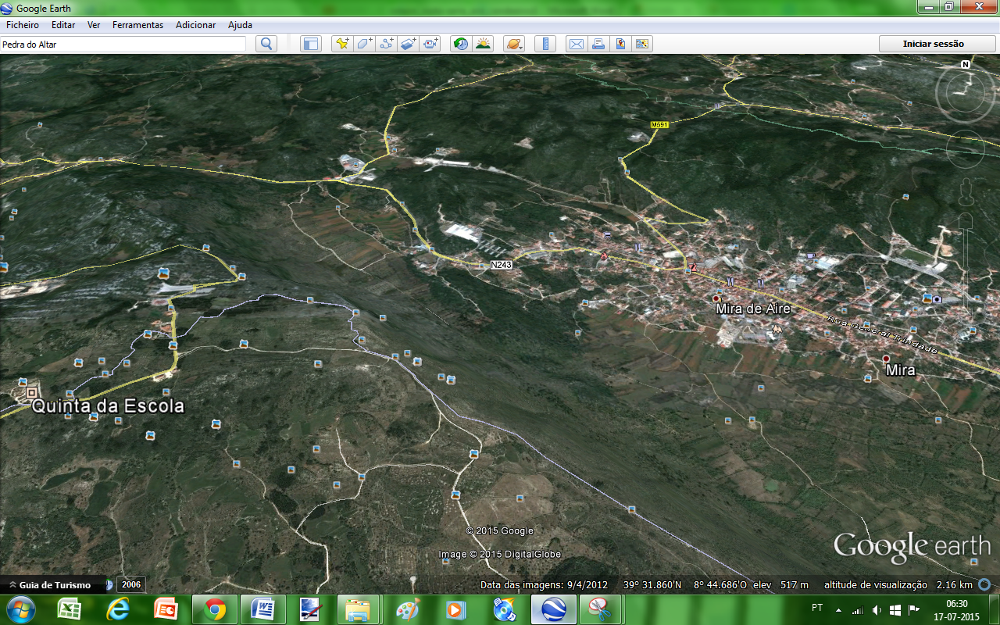 Google Earth
Ficheiro Editar Ver Ferramentas Adicionar Ajuda
Pedra do Altar
Iniciar sessão
N
M591
N243
Mira de Aire
Rua General Trindade
Mira
Quinta da Escola
© 2015 Google
Image © 2015 DigitalGlobe
Google earth
Guia de Turismo 2006 Data das imagens: 9/4/2012 39° 31.860'N 8° 44.686'O elev 517 m altitude de visualização 2.16 km
PT 06:30
17-07-2015